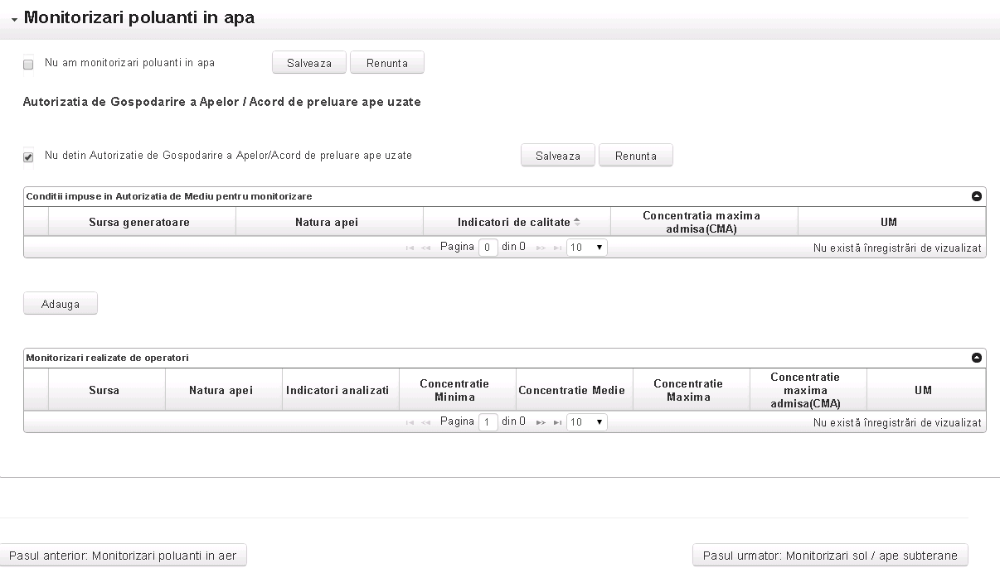 Monitorizari poluanti in apa
Nu am monitorizari poluanti in apa Salveaza Renunta
Autorizatia de Gospodarire a Apelor / Acord de preluare ape uzate
Nu detin Autorizatie de Gospodarire a Apelor/Acord de preluare ape uzate Salveaza Renunta
Conditii impuse in Autorizatia de Mediu pentru monitorizare
Sursa generatoare Natura apei Indicatori de calitate Concentratia maxima admisa(CMA) UM
Pagina 0 din 0 10 Nu există înregistrări de vizualizat
Adauga
Monitorizari realizate de operatori
Sursa Natura apei Indicatori analizati Concentratie Minima Concentratie Medie Concentratie Maxima Concentratie maxima admisa(CMA) UM
Pagina 1 din 0 10 Nu există înregistrări de vizualizat
Pasul anterior: Monitorizari poluanti in aer Pasul urmator: Monitorizari sol / ape subterane